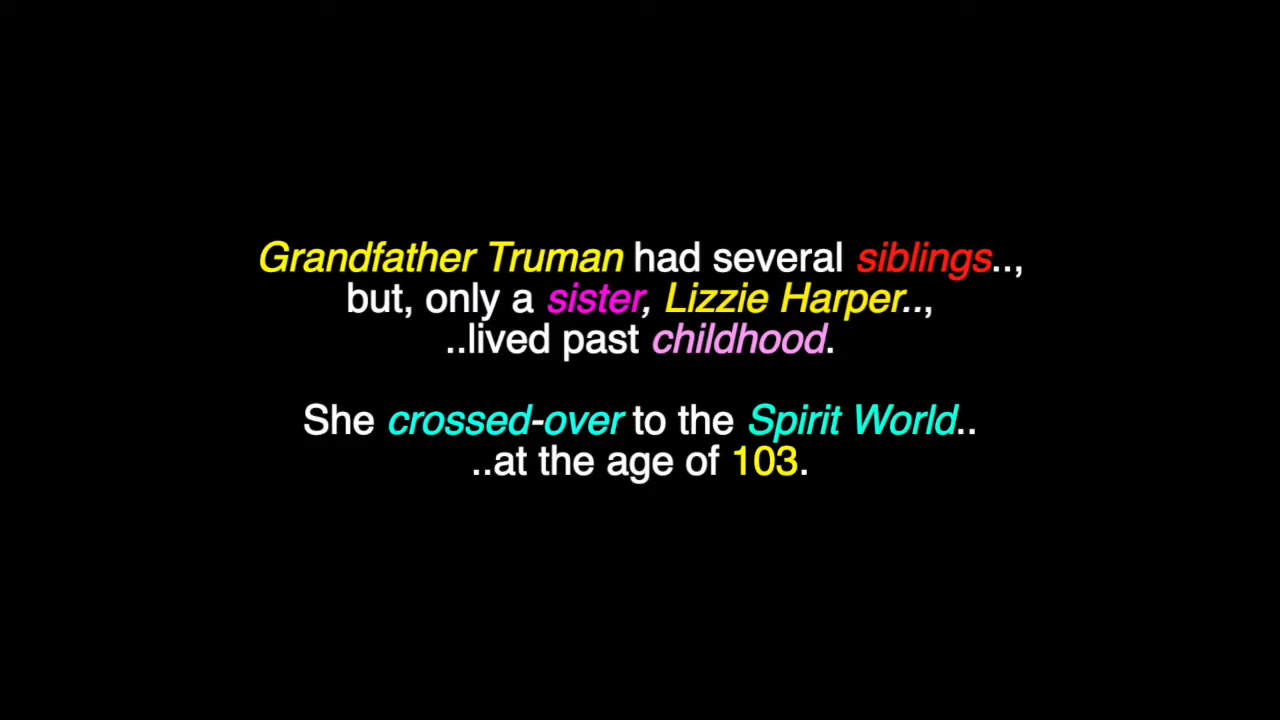 Grandfather Truman had several siblings..,
but, only a sister, Lizzie Harper..,
..lived past childhood.
She crossed-over to the Spirit World..
..at the age of 103.